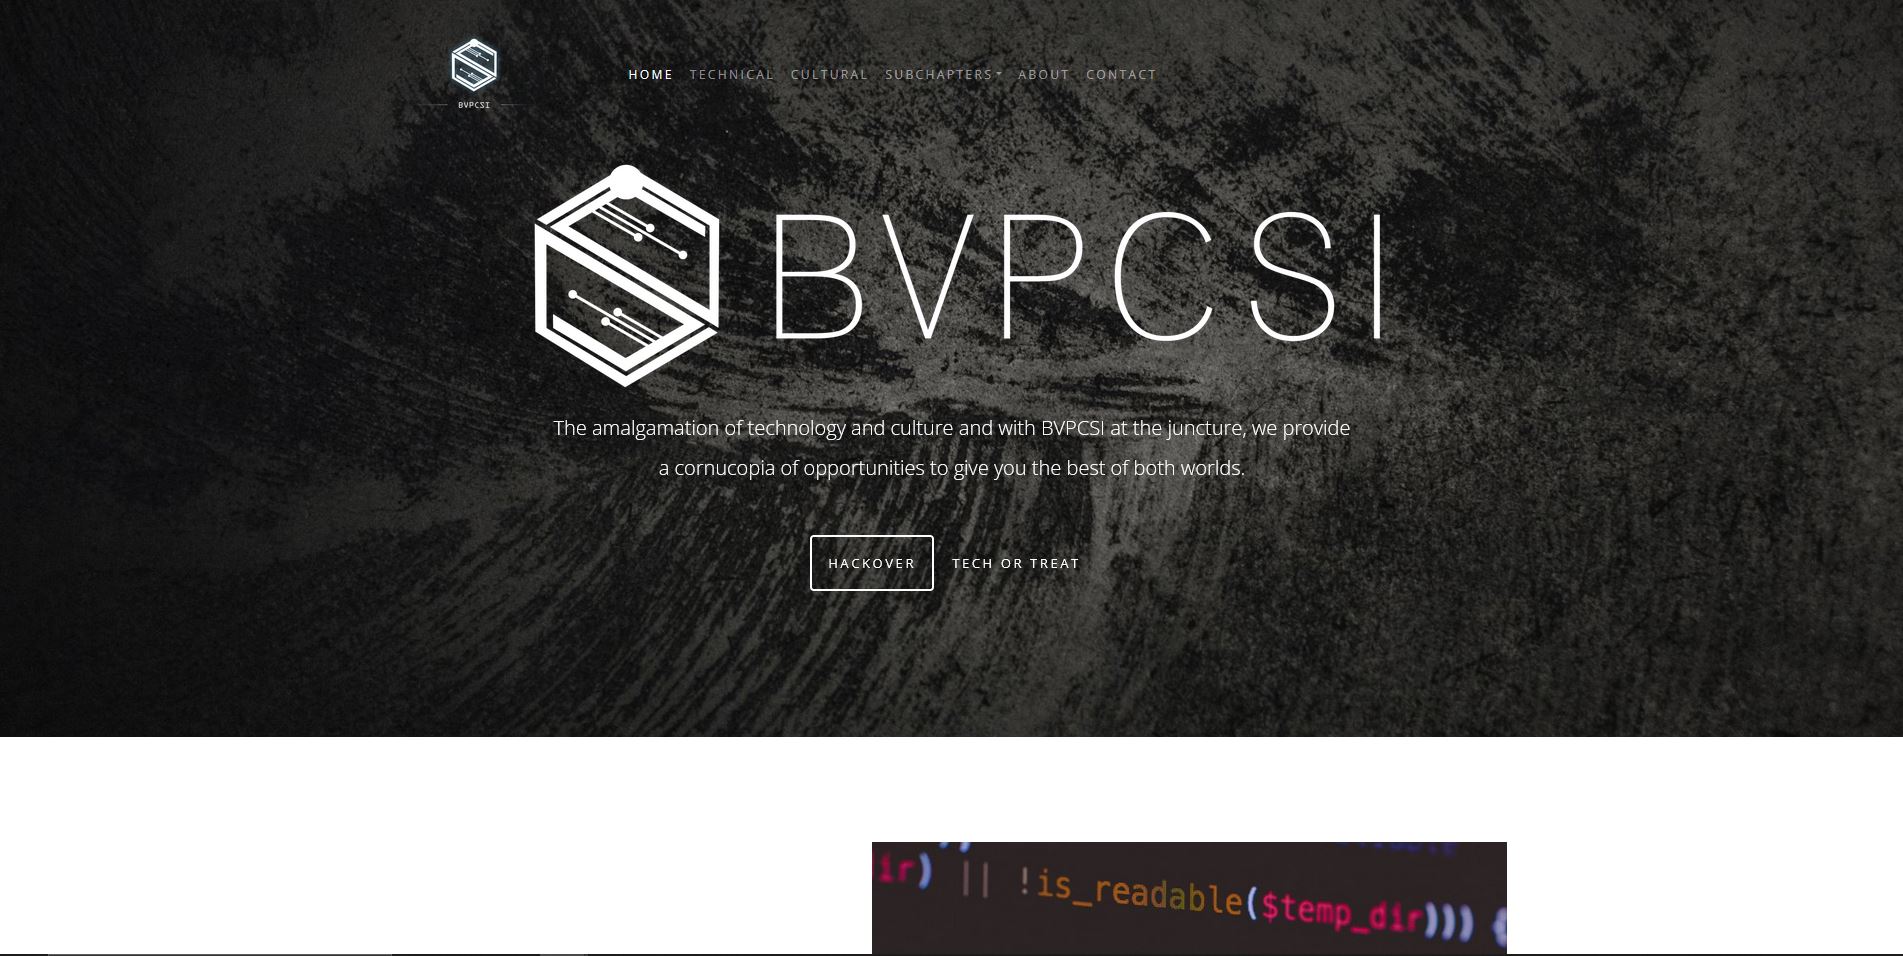 BVPCSI
HOME TECHNICAL CULTURAL SUBCHAPTERS ABOUT CONTACT
BVPCSI
The amalgamation of technology and culture and with BVPCSI at the juncture, we provide
a cornucopia of opportunities to give you the best of both worlds.
HACKOVER TECH OR TREAT
ir) || !is_readable($temp_dir))) {